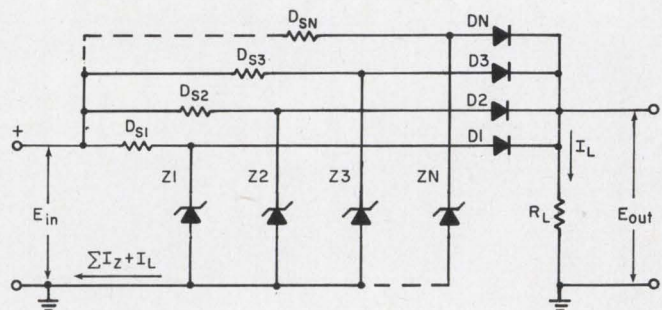 D_SN DN
D_S3 D3
D_S2 D2
+ D_S1 D1
I_L
Z1 Z2 Z3 ZN
E_in R_L E_out
ΣI_Z+I_L